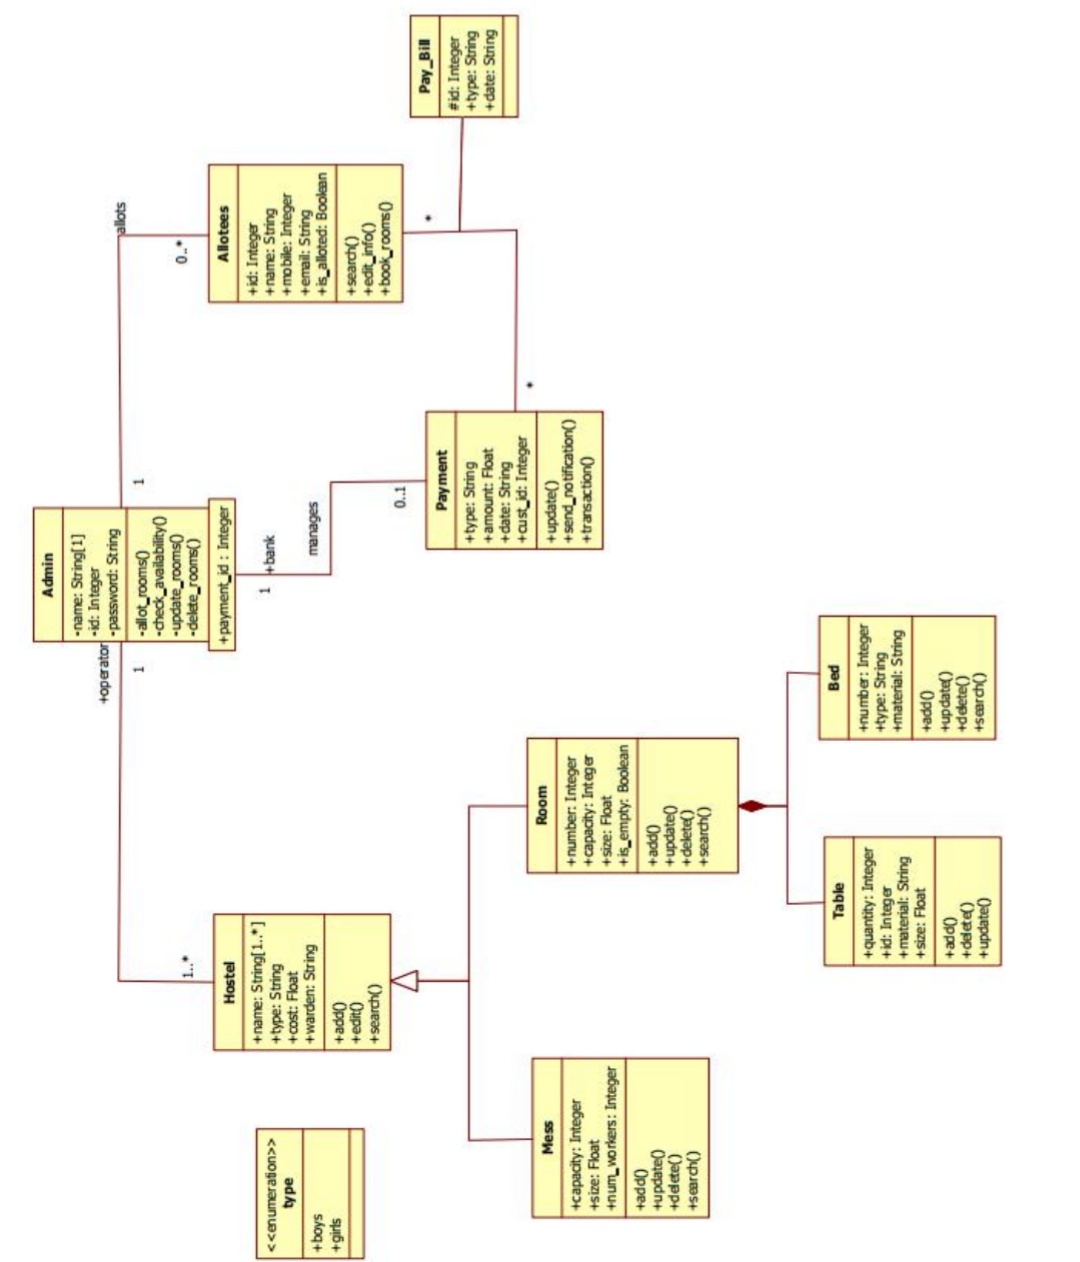 <<enumeration>>
type
+boys
+girls
Hostel
+name: String[1..*]
+type: String
+cost: Float
+warden: String
+add()
+edit()
+search()
1..*
Mess
+capacity: Integer
+size: Float
+num_workers: Integer
+add()
+update()
+delete()
+search()
Room
+number: Integer
+capacity: Integer
+size: Float
+is_empty: Boolean
+add()
+update()
+delete()
+search()
Table
+quantity: Integer
+id: Integer
+material: String
+size: Float
+add()
+delete()
+update()
Bed
+number: Integer
+type: String
+material: String
+add()
+update()
+delete()
+search()
+operator
1
Admin
-name: String[1]
-id: Integer
-password: String
-allot_rooms()
-check_availability()
-update_rooms()
-delete_rooms()
+payment_id : Integer
1
+bank
manages
0..1
1
allots
0..*
Payment
+type: String
+amount: Float
+date: String
+cust_id: Integer
+update()
+send_notification()
+transaction()
*
Allotees
+id: Integer
+name: String
+mobile: Integer
+email: String
+is_alloted: Boolean
+search()
+edit_info()
+book_rooms()
*
Pay_Bill
#id: Integer
+type: String
+date: String